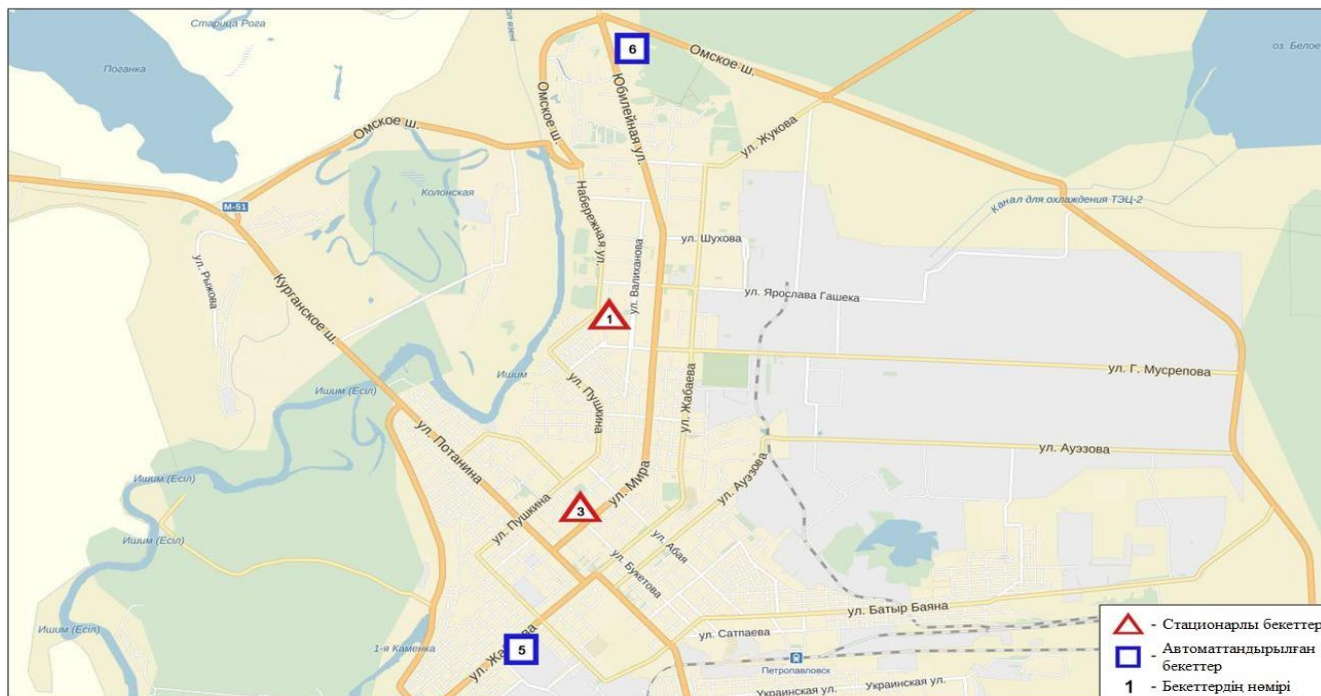 Старица Рога
Поганка
оз. Белое
6
Омское ш.
Юбилейная ул.
Омское ш.
Омское ш.
ул. Жукова
Колонская
Набережная ул.
Канал для охлаждения ТЭЦ-2
М-51
ул. Рыжова
ул. Шухова
ул. Валиханова
ул. Ярослава Гашека
Курганское ш.
1
Ишим
ул. Г. Мусрепова
Ишим (Есіл)
ул. Пушкина
ул. Жабаева
ул. Потанина
ул. Ауэзова
Ишим (Есіл)
ул. Мира
ул. Ауэзова
ул. Пушкина
3
Ишим (Есіл)
ул. Абая
ул. Букетова
ул. Батыр Баяна
Ишим (Есіл)
ул. Сатпаева
1-я Каменка
5
Петропавловск
Украинская ул.
Украинская ул.
- Стационарлы бекеттер
- Автоматтандырылған
бекеттер
1 - Бекеттердің нөмірі